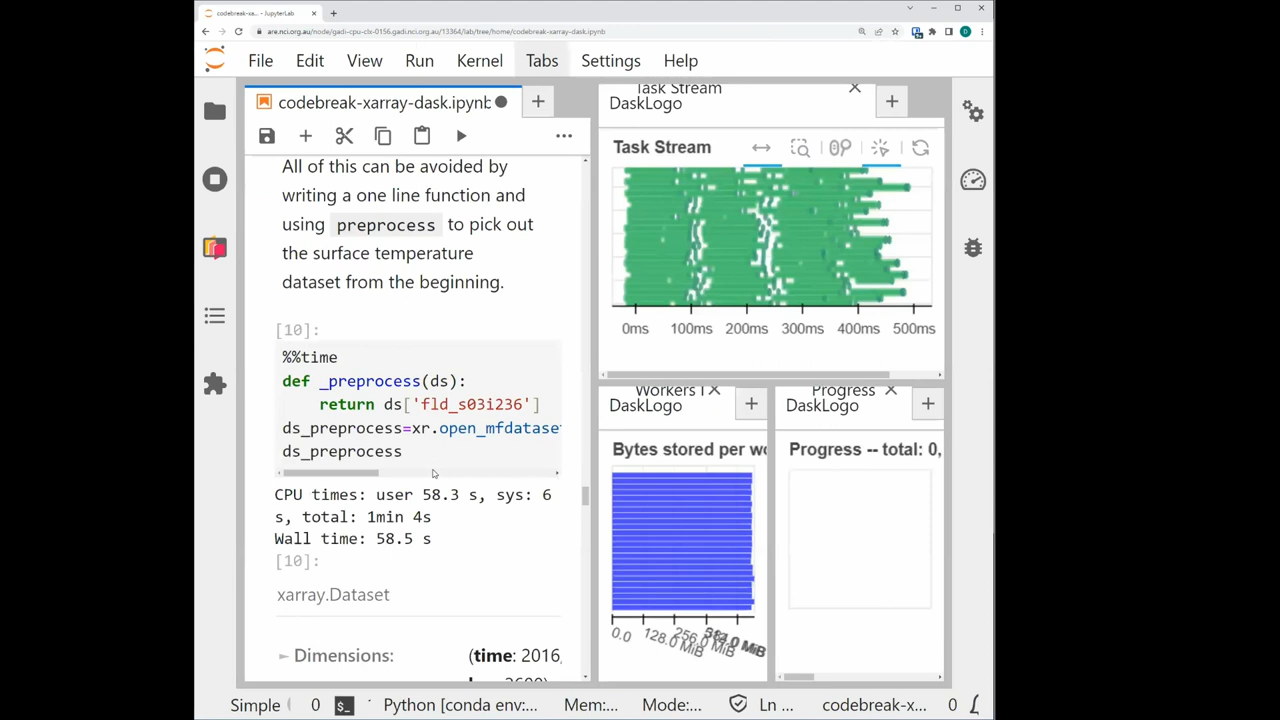 codebreak-xa... - JupyterLab
are.nci.org.au/node/gadi-cpu-clx-0156.gadi.nci.org.au/13364/lab/tree/home/codebreak-xarray-dask.ipynb
D
File Edit View Run Kernel Tabs Settings Help
codebreak-xarray-dask.ipynb
All of this can be avoided by
writing a one line function and
using preprocess to pick out
the surface temperature
dataset from the beginning.
[10]:
%%time
def _preprocess(ds):
return ds['fld_s03i236']
ds_preprocess=xr.open_mfdataset
ds_preprocess
CPU times: user 58.3 s, sys: 6
s, total: 1min 4s
Wall time: 58.5 s
[10]:
xarray.Dataset
Dimensions: (time: 2016,
Task Stream
DaskLogo
Task Stream
0ms 100ms 200ms 300ms 400ms 500ms
Workers
DaskLogo
Bytes stored per wo
0.0 128.0 MiB 256.0 MiB
Progress
DaskLogo
Progress -- total: 0,
Simple 0 Python [conda env:... Mem:... Mode:... Ln ... codebreak-x... 0